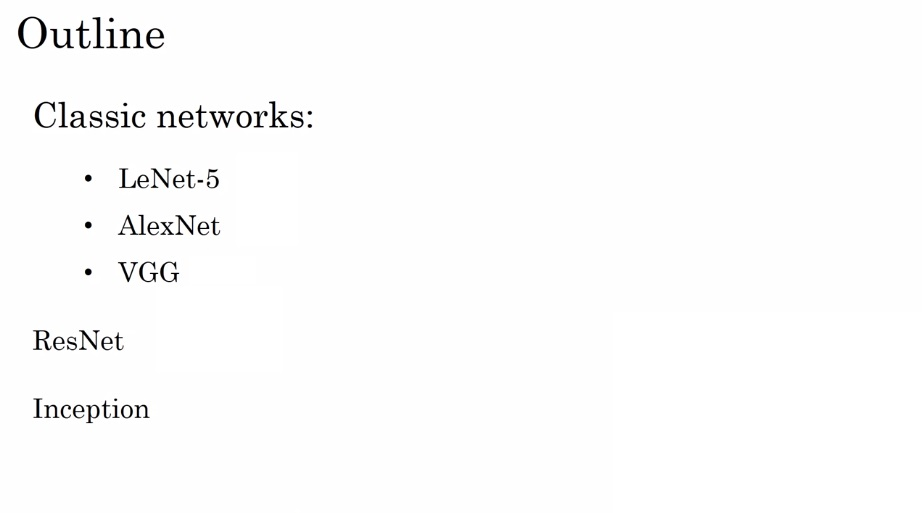 Outline
Classic networks:
• LeNet-5
• AlexNet
• VGG
ResNet
Inception